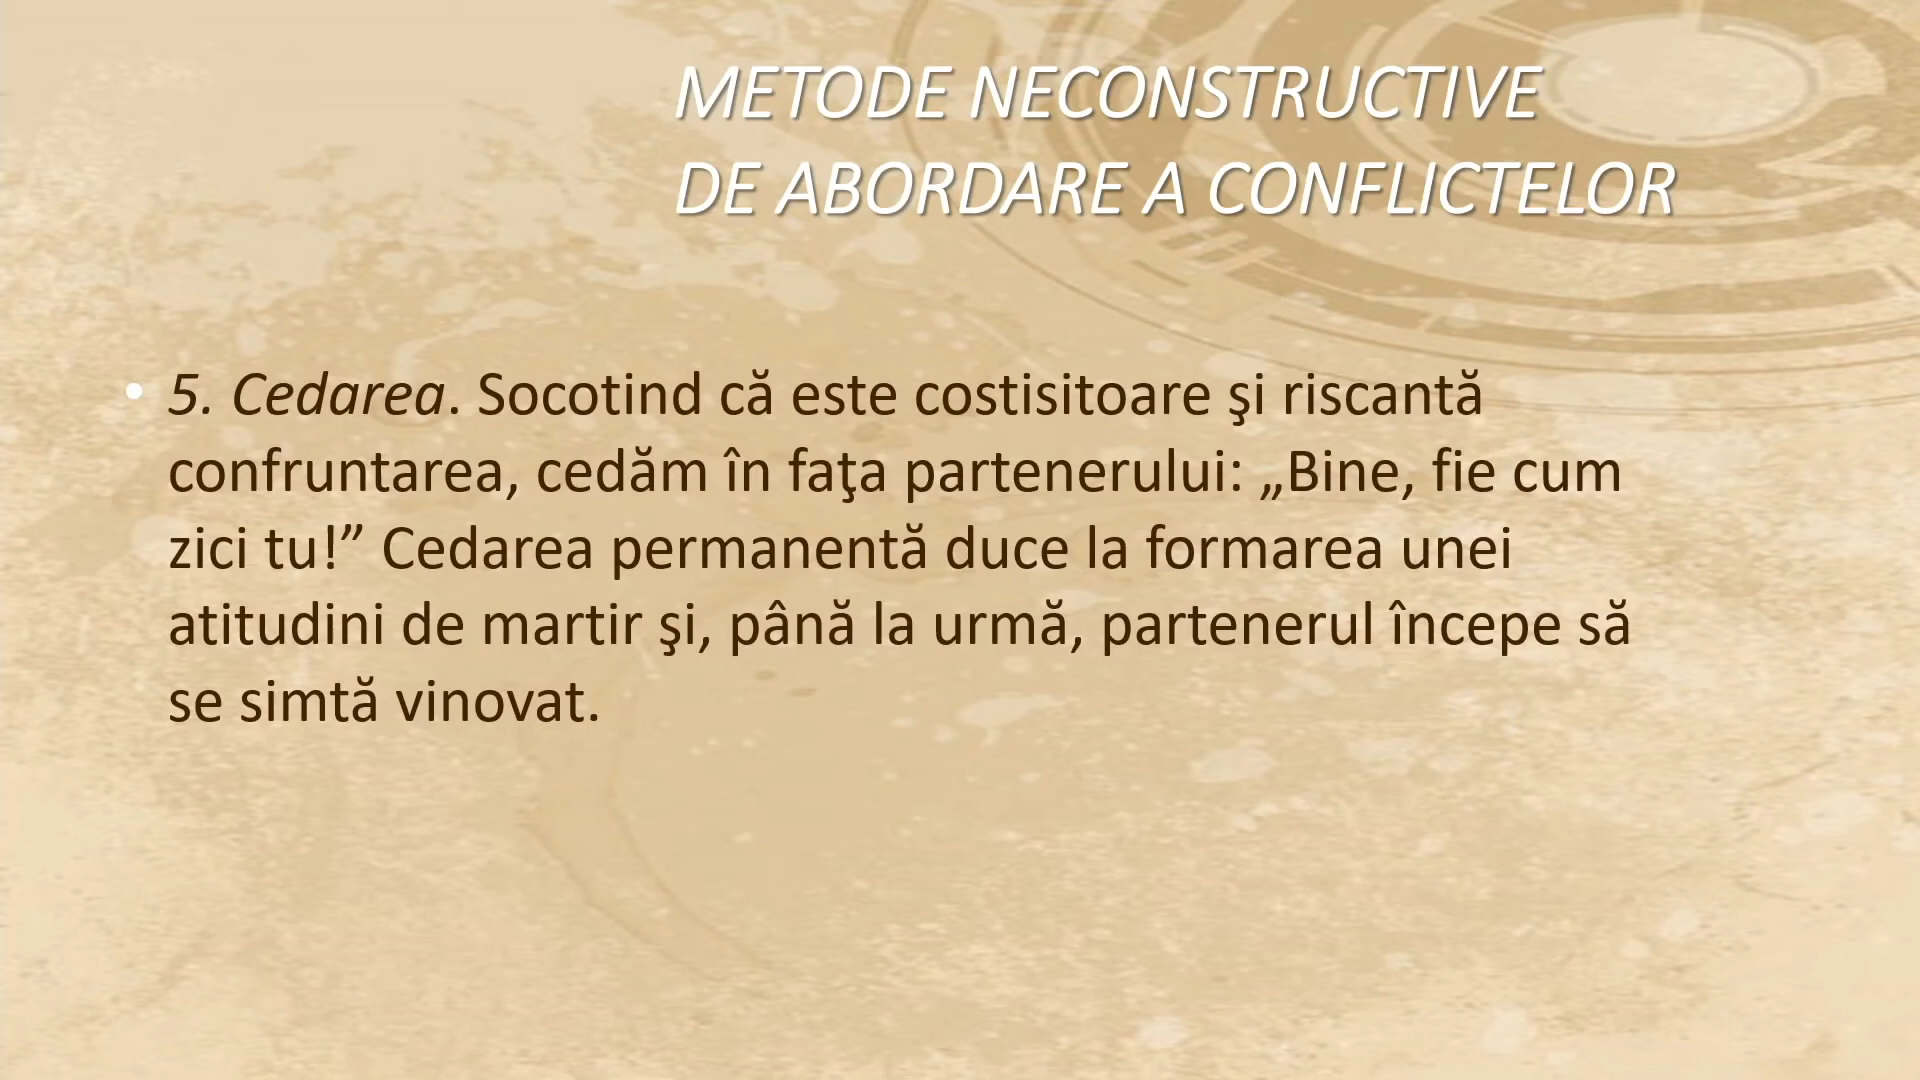 METODE NECONSTRUCTIVE
DE ABORDARE A CONFLICTELOR
• 5. Cedarea. Socotind că este costisitoare şi riscantă
confruntarea, cedăm în faţa partenerului: „Bine, fie cum
zici tu!” Cedarea permanentă duce la formarea unei
atitudini de martir şi, până la urmă, partenerul începe să
se simtă vinovat.